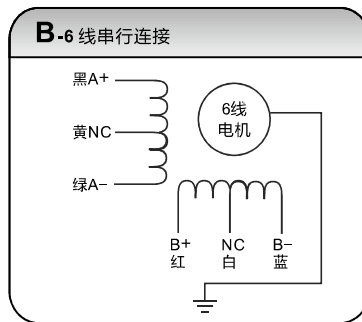 B-6 线串行连接
黑A+
黄NC
绿A-
6线
电机
B+ NC B-
红 白 蓝